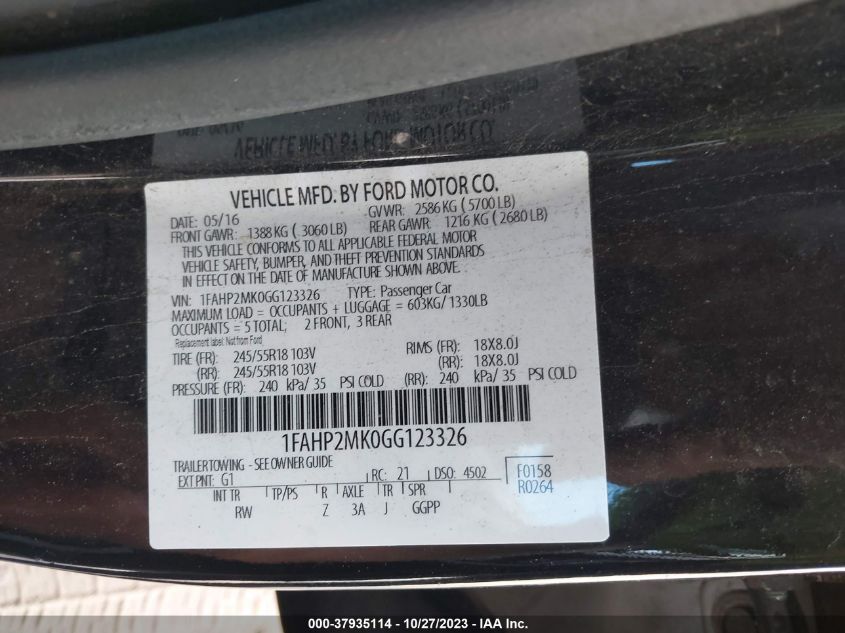 VEHICLE MFD. BY FORD MOTOR CO.
DATE: 05/16 GVWR: 2586 KG ( 5700 LB)
FRONT GAWR: 1388 KG ( 3060 LB) REAR GAWR: 1216 KG ( 2680 LB)
THIS VEHICLE CONFORMS TO ALL APPLICABLE FEDERAL MOTOR
VEHICLE SAFETY, BUMPER, AND THEFT PREVENTION STANDARDS
IN EFFECT ON THE DATE OF MANUFACTURE SHOWN ABOVE.
VIN: 1FAHP2MK0GG123326 TYPE: Passenger Car
MAXIMUM LOAD = OCCUPANTS + LUGGAGE = 603KG/ 1330LB
OCCUPANTS = 5 TOTAL; 2 FRONT, 3 REAR
Replacement label: Not from Ford
TIRE (FR): 245/55R18 103V RIMS (FR): 18X8.0J
(RR): 245/55R18 103V (RR): 18X8.0J
PRESSURE (FR): 240 kPa/ 35 PSI COLD (RR): 240 kPa/ 35 PSI COLD
1FAHP2MK0GG123326
TRAILER TOWING - SEE OWNER GUIDE
EXT PNT: G1 RC: 21 DSO: 4502 F0158
INT TR TP/PS R AXLE TR SPR R0264
RW Z 3A J GGPP
000-37935114 - 10/27/2023 - IAA Inc.